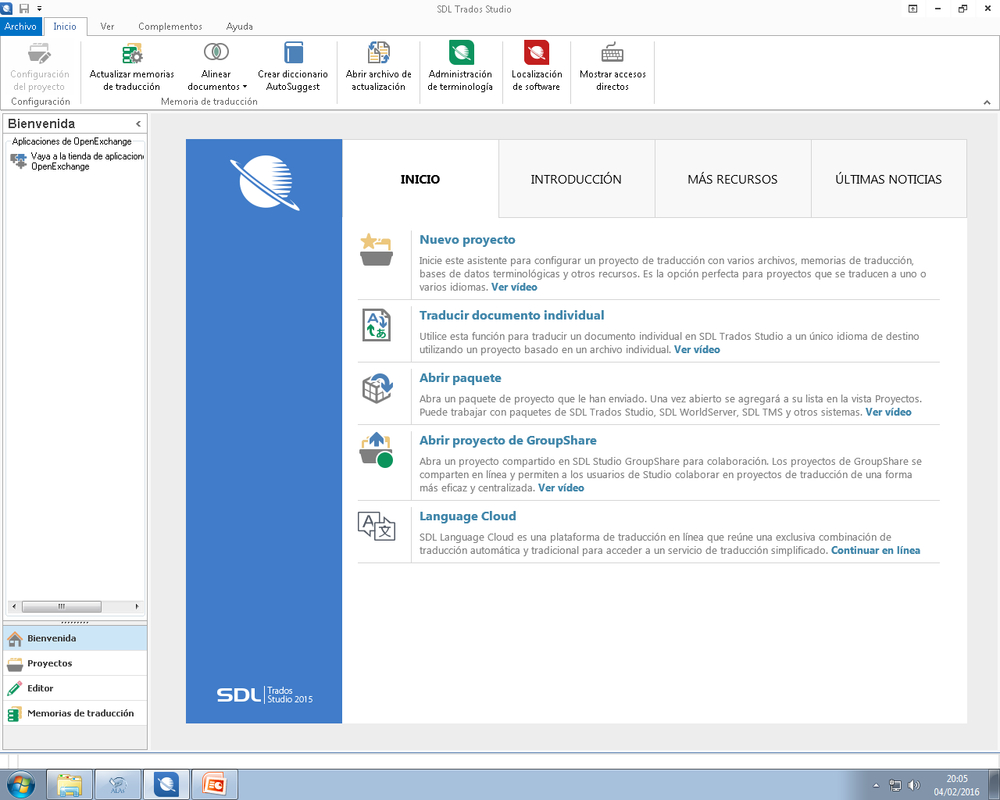 SDL Trados Studio
Archivo
Inicio
Ver
Complementos
Ayuda
Configuración
del proyecto
Configuración
Actualizar memorias
de traducción
Alinear
documentos
Crear diccionario
AutoSuggest
Memoria de traducción
Abrir archivo de
actualización
Administración
de terminología
Localización
de software
Mostrar accesos
directos
Bienvenida
Aplicaciones de OpenExchange
Vaya a la tienda de aplicacion
OpenExchange
Bienvenida
Proyectos
Editor
Memorias de traducción
SDL
Trados
Studio 2015
INICIO
INTRODUCCIÓN
MÁS RECURSOS
ÚLTIMAS NOTICIAS
Nuevo proyecto
Inicie este asistente para configurar un proyecto de traducción con varios archivos, memorias de traducción,
bases de datos terminológicas y otros recursos. Es la opción perfecta para proyectos que se traducen a uno o
varios idiomas. Ver vídeo
Traducir documento individual
Utilice esta función para traducir un documento individual en SDL Trados Studio a un único idioma de destino
utilizando un proyecto basado en un archivo individual. Ver vídeo
Abrir paquete
Abra un paquete de proyecto que le han enviado. Una vez abierto se agregará a su lista en la vista Proyectos.
Puede trabajar con paquetes de SDL Trados Studio, SDL WorldServer, SDL TMS y otros sistemas. Ver vídeo
Abrir proyecto de GroupShare
Abra un proyecto compartido en SDL Studio GroupShare para colaboración. Los proyectos de GroupShare se
comparten en línea y permiten a los usuarios de Studio colaborar en proyectos de traducción de una forma
más eficaz y centralizada. Ver vídeo
Language Cloud
SDL Language Cloud es una plataforma de traducción en línea que reúne una exclusiva combinación de
traducción automática y tradicional para acceder a un servicio de traducción simplificado. Continuar en línea
ALAs
20:05
04/02/2016